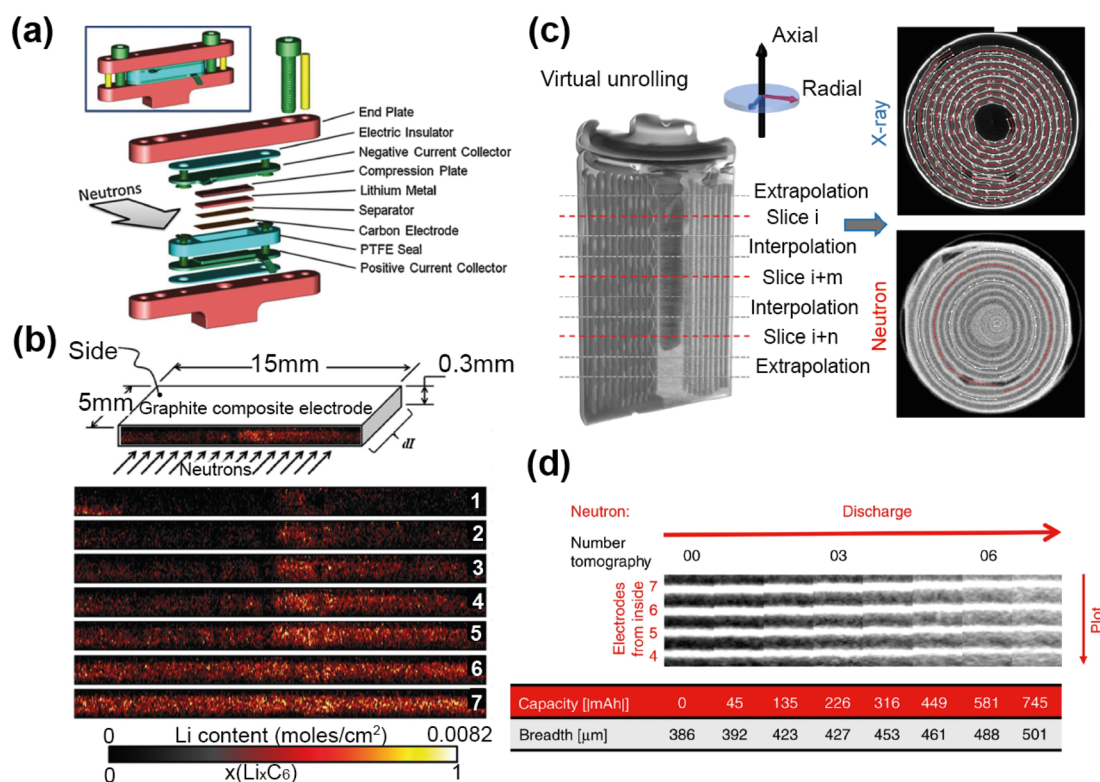 (a)
End Plate
Electric Insulator
Negative Current Collector
Compression Plate
Lithium Metal
Separator
Carbon Electrode
PTFE Seal
Positive Current Collector
Neutrons
(b)
Side
15mm
0.3mm
5mm
Graphite composite electrode
dI
Neutrons
1
2
3
4
5
6
7
0 Li content (moles/cm²) 0.0082
0 x(LixC₆) 1
(c)
Virtual unrolling
Axial
Radial
Extrapolation
Slice i
Interpolation
Slice i+m
Interpolation
Slice i+n
Extrapolation
X-ray
Neutron
(d)
Neutron: Discharge
Number tomography 00 03 06
Electrodes from inside
7
6
5
4
Plot
Capacity [|mAh|] 0 45 135 226 316 449 581 745
Breadth [µm] 386 392 423 427 453 461 488 501